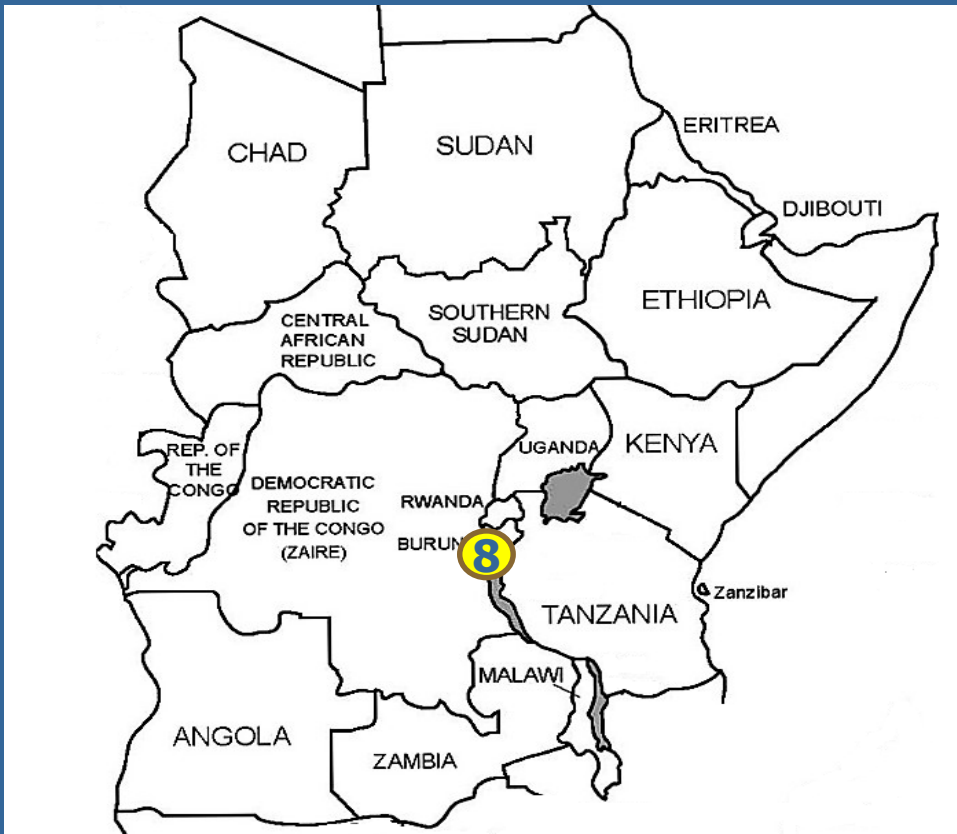 CHAD
SUDAN
ERITREA
DJIBOUTI
ETHIOPIA
SOUTHERN
SUDAN
CENTRAL
AFRICAN
REPUBLIC
UGANDA
KENYA
REP. OF
THE
CONGO
DEMOCRATIC
REPUBLIC
OF THE CONGO
(ZAIRE)
RWANDA
BURUN
8
TANZANIA
Zanzibar
MALAWI
ANGOLA
ZAMBIA